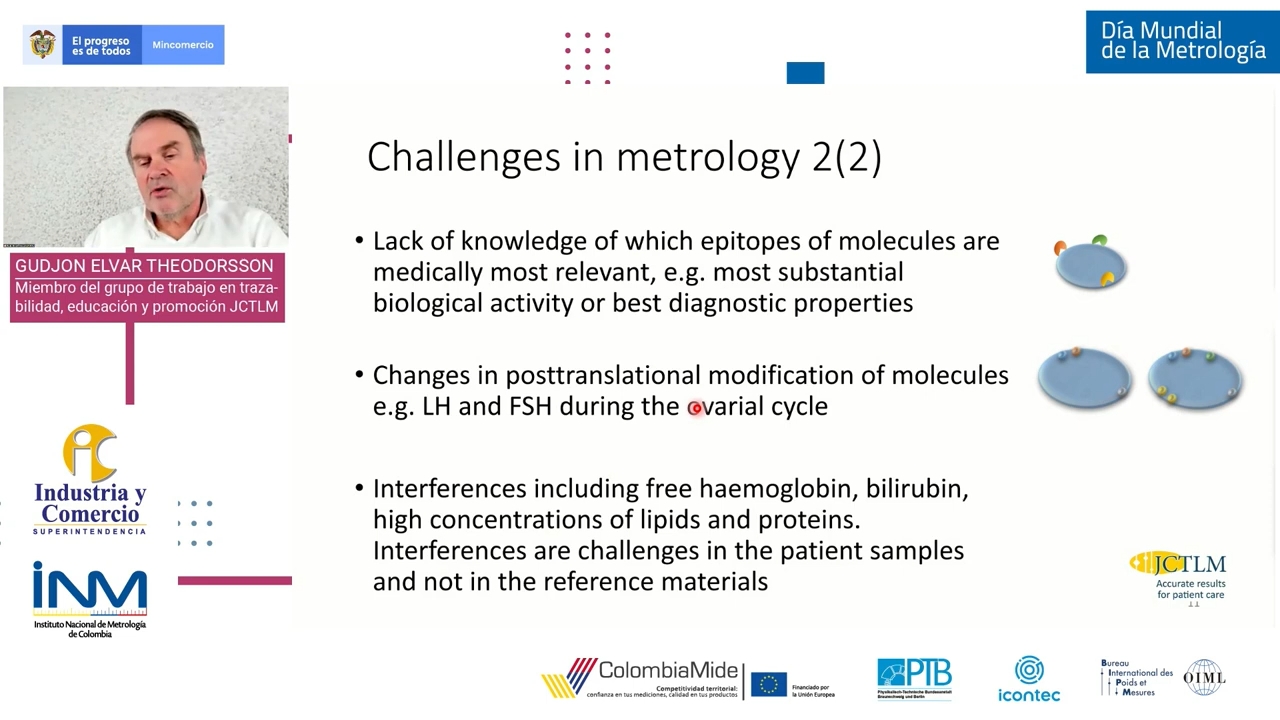 El progreso
es de todos
Mincomercio
Día Mundial
de la Metrología
GUDJON ELVAR THEODORSSON
Miembro del grupo de trabajo en traza-
bilidad, educación y promoción JCTLM
Challenges in metrology 2(2)
• Lack of knowledge of which epitopes of molecules are
medically most relevant, e.g. most substantial
biological activity or best diagnostic properties
• Changes in posttranslational modification of molecules
e.g. LH and FSH during the ovarial cycle
• Interferences including free haemoglobin, bilirubin,
high concentrations of lipids and proteins.
Interferences are challenges in the patient samples
and not in the reference materials
JCTLM
Accurate results
for patient care
11
iC
Industria y
Comercio
SUPERINTENDENCIA
iNM
Instituto Nacional de Metrología
de Colombia
ColombiaMide
Competitividad territorial:
confianza en tus mediciones, calidad en tus productos
Financiado por
la Unión Europea
PTB
Physikalisch-Technische Bundesanstalt
Braunschweig und Berlin
icontec
Bureau
International des
Poids et
Mesures
OIML